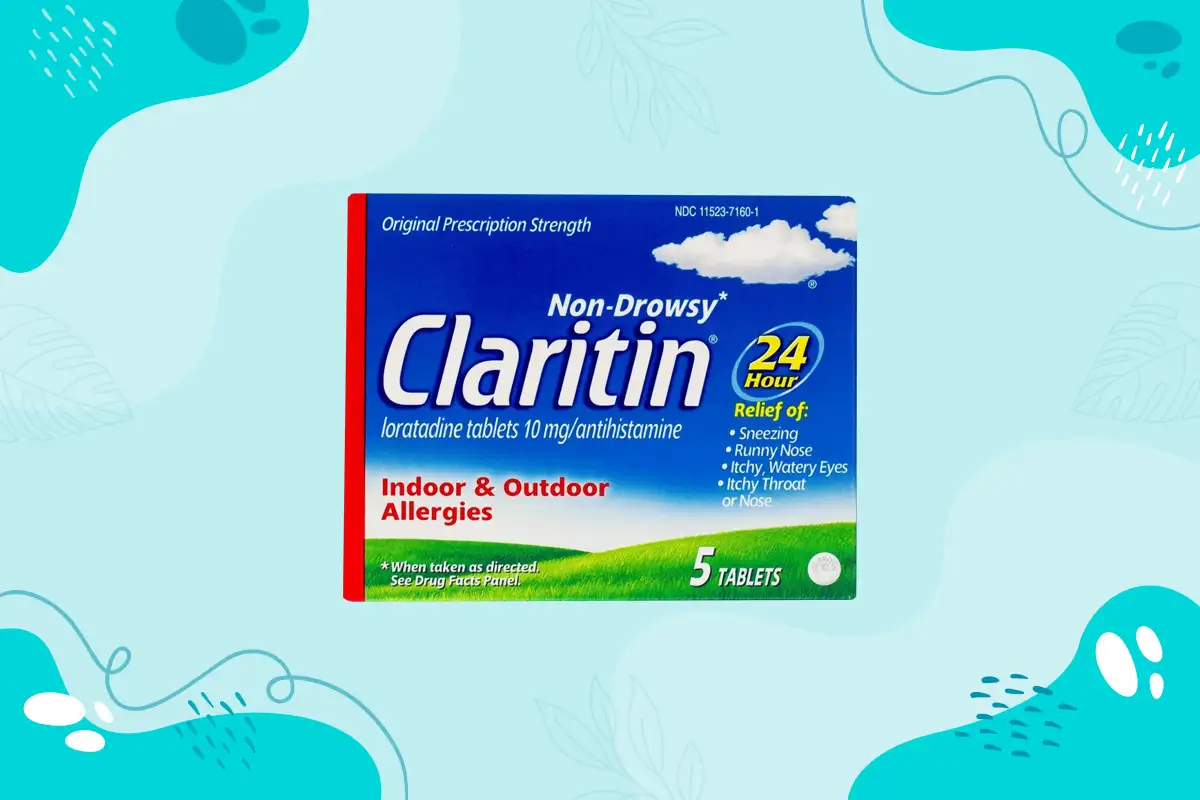 Original Prescription Strength
NDC 11523-7160-1
®
Non-Drowsy*
Claritin®
loratadine tablets 10 mg/antihistamine
24
Hour
Relief of:
• Sneezing
• Runny Nose
• Itchy, Watery Eyes
• Itchy Throat
or Nose
Indoor & Outdoor
Allergies
* When taken as directed.
See Drug Facts Panel.
5 TABLETS